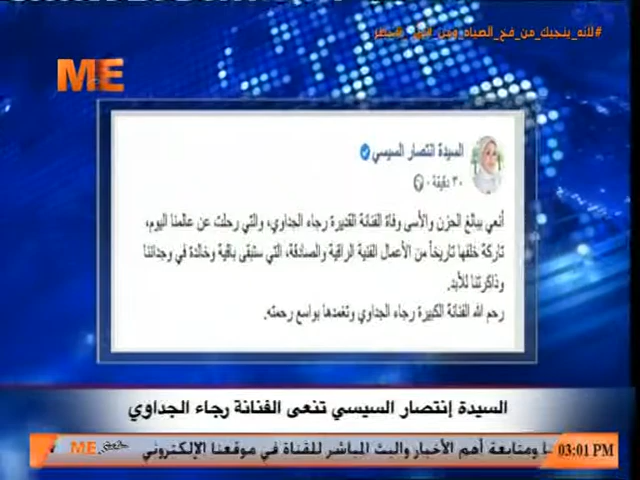 #لأنه_ينجيك_من_فخ_الصياد_ومن
ME
السيدة انتصار السيسي
٣٠ دقيقة ·
أنعي ببالغ الحزن والأسى وفاة الفنانة القديرة رجاء الجداوي، والتي رحلت عن عالمنا اليوم،
تاركة خلفها تاريخاً من الأعمال الفنية الراقية والصادقة، التي ستبقى باقية وخالدة في وجداننا
وذاكرتنا للأبد.
رحم الله الفنانة الكبيرة رجاء الجداوي وتغمدها بواسع رحمته.
السيدة إنتصار السيسي تنعى الفنانة رجاء الجداوي
ومتابعة أهم الأخبار والبث المباشر للقناة في موقعنا الإلكتروني
ME
03:01 PM